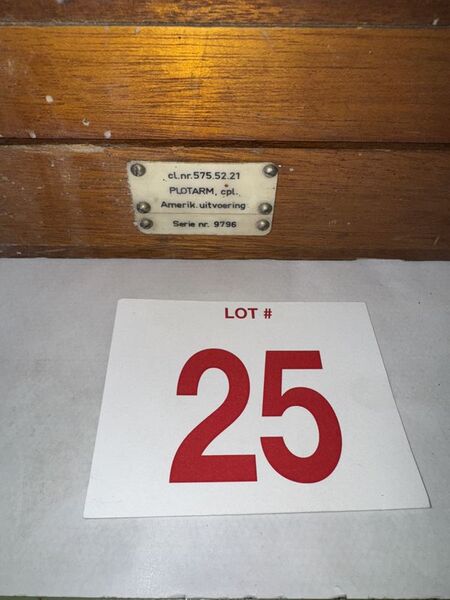 cl.nr.575.52.21
PLOTARM, cpl.
Amerik.uitvoering
Serie nr. 9796
LOT #
25